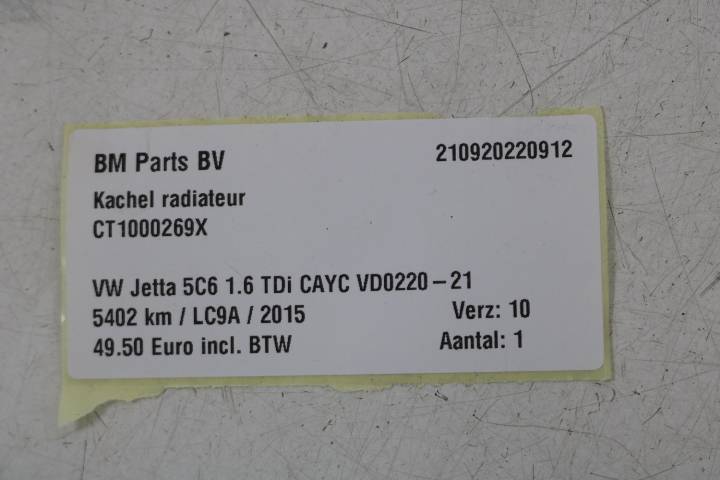 BM Parts BV 210920220912
Kachel radiateur
CT1000269X
VW Jetta 5C6 1.6 TDi CAYC VD0220-21
5402 km / LC9A / 2015 Verz: 10
49.50 Euro incl. BTW Aantal: 1